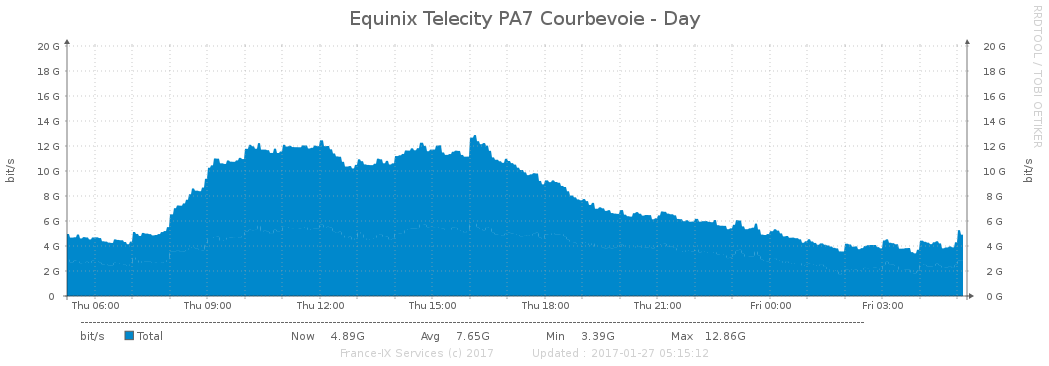 Equinix Telecity PA7 Courbevoie - Day
RRDTOOL / TOBI OETIKER
bit/s
bit/s
20 G 20 G
18 G 18 G
16 G 16 G
14 G 14 G
12 G 12 G
10 G 10 G
8 G 8 G
6 G 6 G
4 G 4 G
2 G 2 G
0 0 G
Thu 06:00 Thu 09:00 Thu 12:00 Thu 15:00 Thu 18:00 Thu 21:00 Fri 00:00 Fri 03:00
bit/s Total Now 4.89G Avg 7.65G Min 3.39G Max 12.86G
France-IX Services (c) 2017 Updated : 2017-01-27 05:15:12